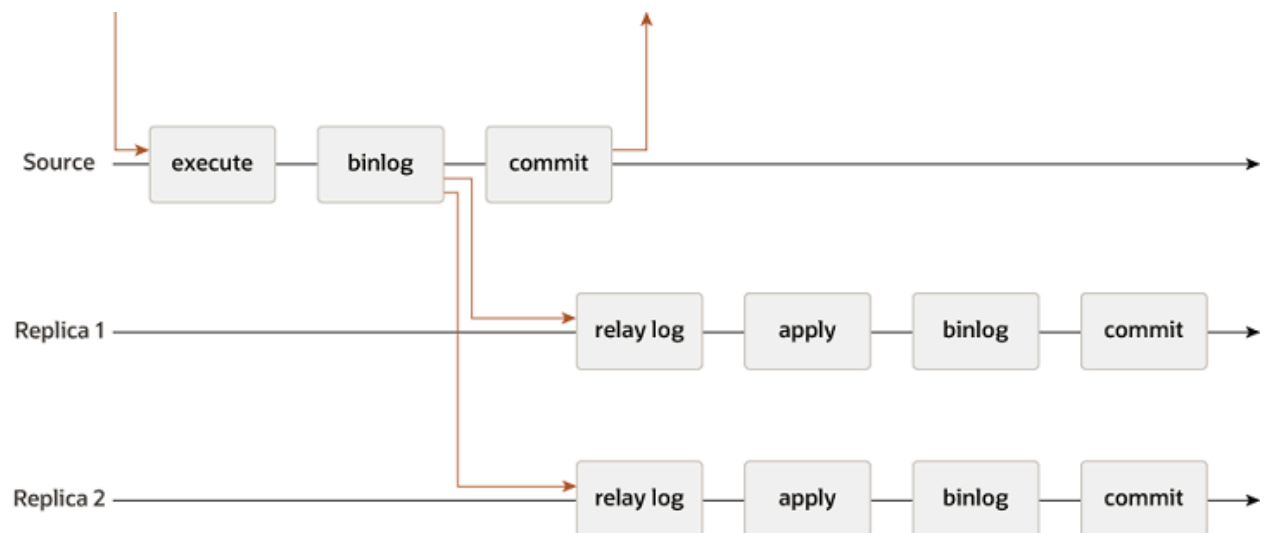 Source execute binlog commit
Replica 1 relay log apply binlog commit
Replica 2 relay log apply binlog commit